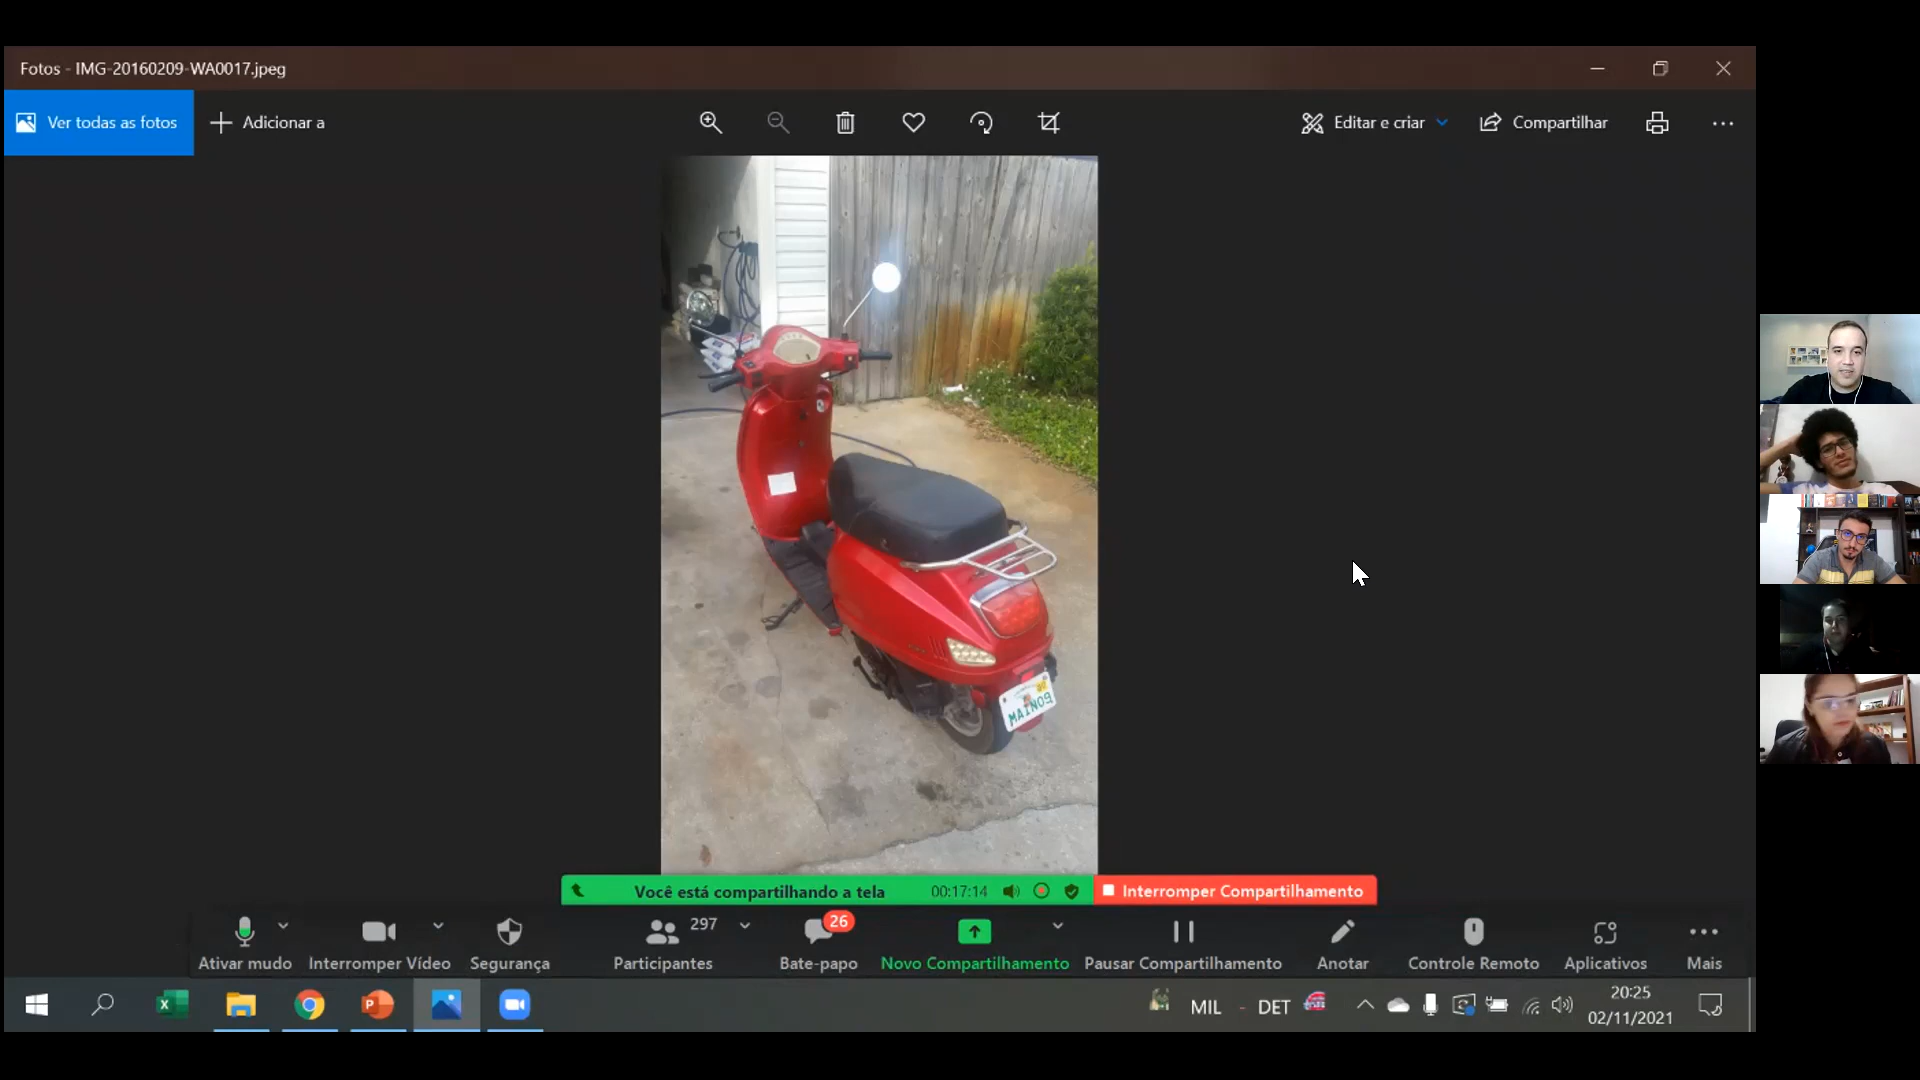 Fotos - IMG-20160209-WA0017.jpeg
Ver todas as fotos
Adicionar a
Editar e criar
Compartilhar
MAINO9
Você está compartilhando a tela
00:17:14
Interromper Compartilhamento
297
26
Ativar mudo
Interromper Vídeo
Segurança
Participantes
Bate-papo
Novo Compartilhamento
Pausar Compartilhamento
Anotar
Controle Remoto
Aplicativos
Mais
MIL - DET
20:25
02/11/2021